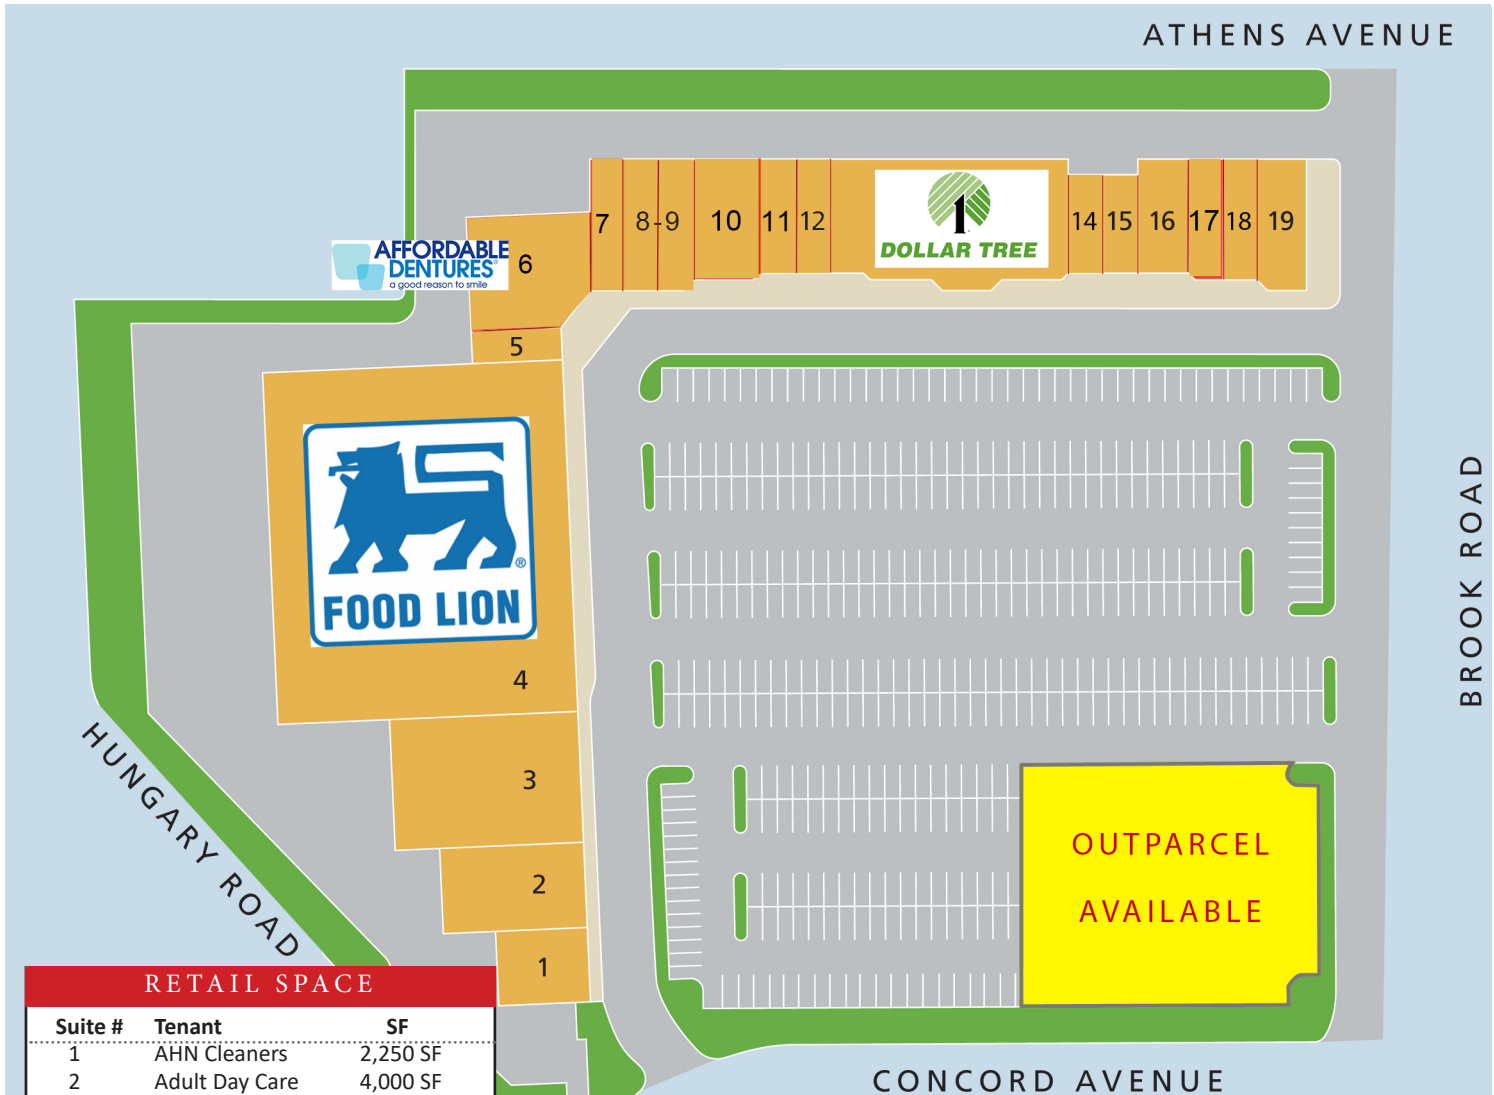 ATHENS AVENUE
7
8-9
10
11
12
1
DOLLAR TREE
14
15
16
17
18
19
AFFORDABLE
DENTURES®
a good reason to smile
6
5
FOOD LION®
4
3
2
1
BROOK ROAD
HUNGARY ROAD
OUTPARCEL
AVAILABLE
CONCORD AVENUE
RETAIL SPACE
Suite # Tenant SF
1 AHN Cleaners 2,250 SF
2 Adult Day Care 4,000 SF